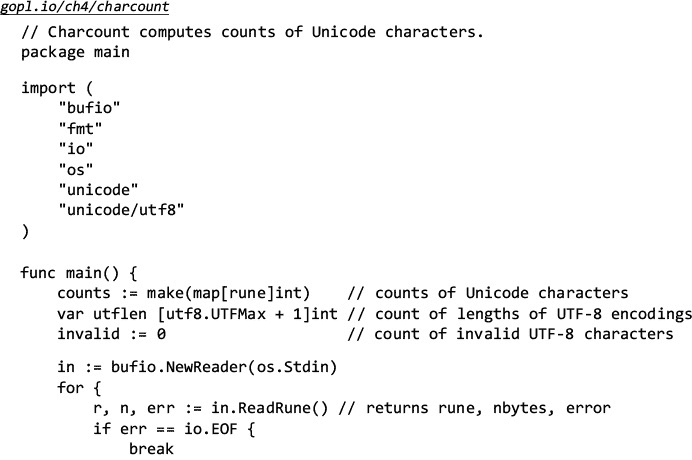 gopl.io/ch4/charcount
// Charcount computes counts of Unicode characters.
package main
import (
"bufio"
"fmt"
"io"
"os"
"unicode"
"unicode/utf8"
)
func main() {
counts := make(map[rune]int) // counts of Unicode characters
var utflen [utf8.UTFMax + 1]int // count of lengths of UTF-8 encodings
invalid := 0 // count of invalid UTF-8 characters
in := bufio.NewReader(os.Stdin)
for {
r, n, err := in.ReadRune() // returns rune, nbytes, error
if err == io.EOF {
break